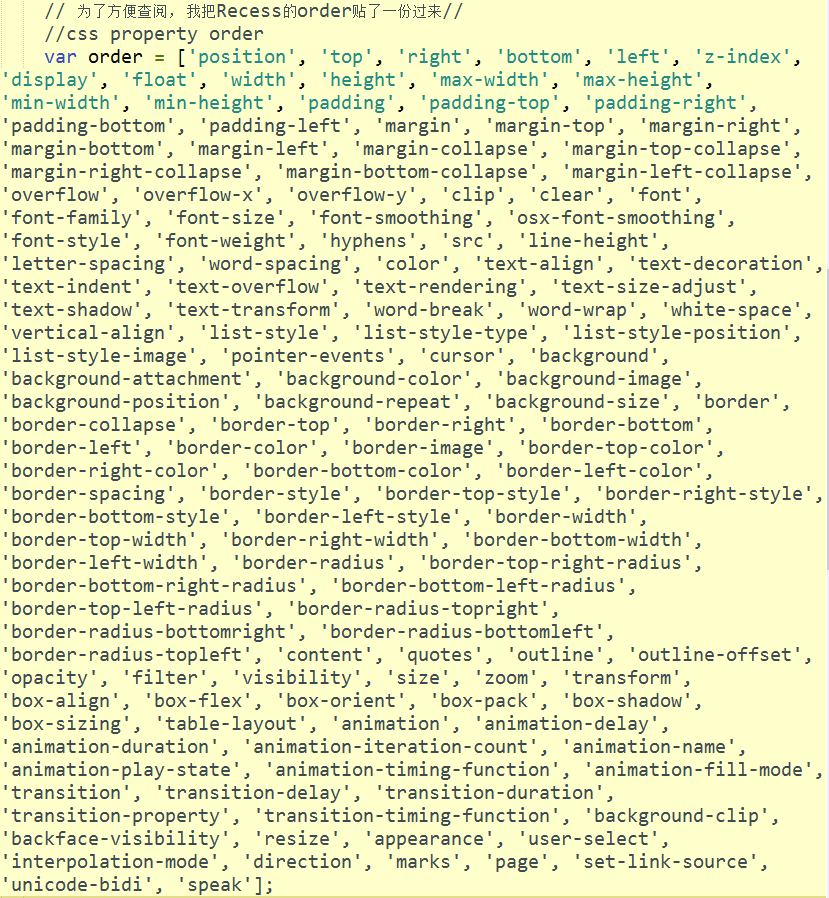 // 为了方便查阅, 我把Recess的order贴了一份过来//
//css property order
var order = ['position', 'top', 'right', 'bottom', 'left', 'z-index',
'display', 'float', 'width', 'height', 'max-width', 'max-height',
'min-width', 'min-height', 'padding', 'padding-top', 'padding-right',
'padding-bottom', 'padding-left', 'margin', 'margin-top', 'margin-right',
'margin-bottom', 'margin-left', 'margin-collapse', 'margin-top-collapse',
'margin-right-collapse', 'margin-bottom-collapse', 'margin-left-collapse',
'overflow', 'overflow-x', 'overflow-y', 'clip', 'clear', 'font',
'font-family', 'font-size', 'font-smoothing', 'osx-font-smoothing',
'font-style', 'font-weight', 'hyphens', 'src', 'line-height',
'letter-spacing', 'word-spacing', 'color', 'text-align', 'text-decoration',
'text-indent', 'text-overflow', 'text-rendering', 'text-size-adjust',
'text-shadow', 'text-transform', 'word-break', 'word-wrap', 'white-space',
'vertical-align', 'list-style', 'list-style-type', 'list-style-position',
'list-style-image', 'pointer-events', 'cursor', 'background',
'background-attachment', 'background-color', 'background-image',
'background-position', 'background-repeat', 'background-size', 'border',
'border-collapse', 'border-top', 'border-right', 'border-bottom',
'border-left', 'border-color', 'border-image', 'border-top-color',
'border-right-color', 'border-bottom-color', 'border-left-color',
'border-spacing', 'border-style', 'border-top-style', 'border-right-style',
'border-bottom-style', 'border-left-style', 'border-width',
'border-top-width', 'border-right-width', 'border-bottom-width',
'border-left-width', 'border-radius', 'border-top-right-radius',
'border-bottom-right-radius', 'border-bottom-left-radius',
'border-top-left-radius', 'border-radius-topright',
'border-radius-bottomright', 'border-radius-bottomleft',
'border-radius-topleft', 'content', 'quotes', 'outline', 'outline-offset',
'opacity', 'filter', 'visibility', 'size', 'zoom', 'transform',
'box-align', 'box-flex', 'box-orient', 'box-pack', 'box-shadow',
'box-sizing', 'table-layout', 'animation', 'animation-delay',
'animation-duration', 'animation-iteration-count', 'animation-name',
'animation-play-state', 'animation-timing-function', 'animation-fill-mode',
'transition', 'transition-delay', 'transition-duration',
'transition-property', 'transition-timing-function', 'background-clip',
'backface-visibility', 'resize', 'appearance', 'user-select',
'interpolation-mode', 'direction', 'marks', 'page', 'set-link-source',
'unicode-bidi', 'speak'];